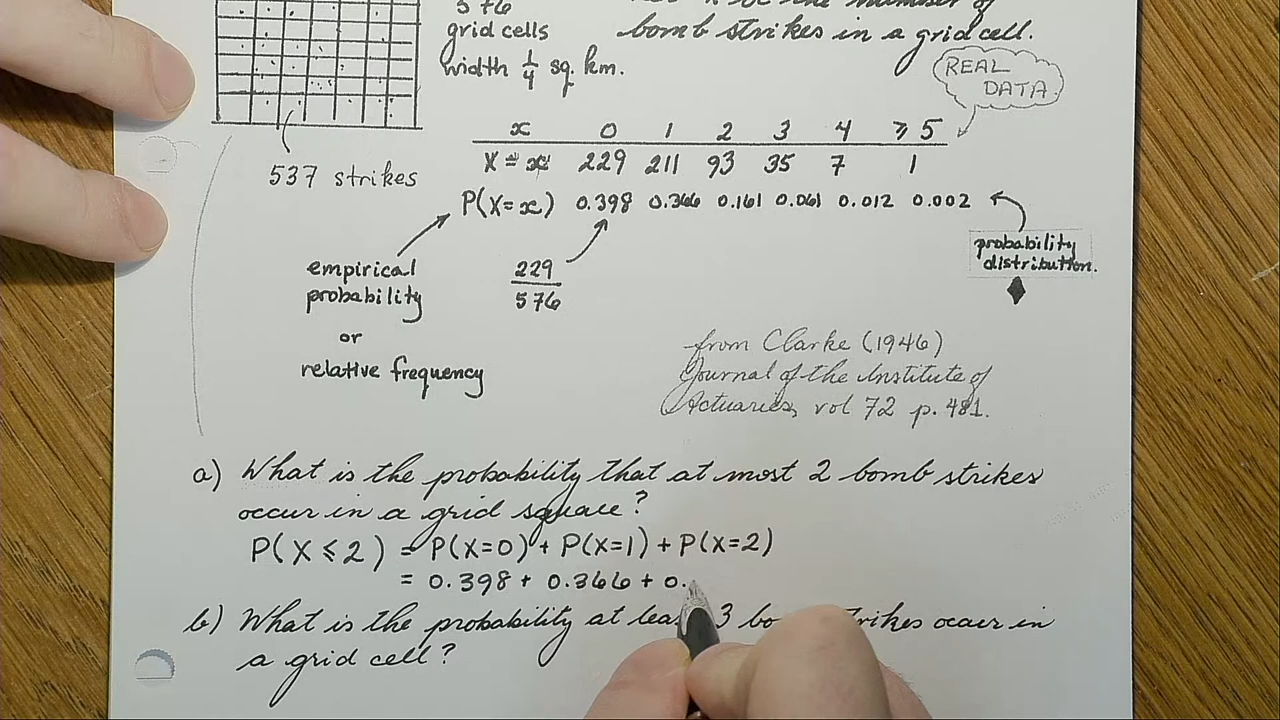 576
grid cells
width 1/4 sq. km.
bomb strikes in a grid cell.
REAL
DATA
x 0 1 2 3 4 ⩾ 5
X = x 229 211 93 35 7 1
537 strikes
P(X=x) 0.398 0.366 0.161 0.061 0.012 0.002
probability
distribution.
empirical
probability
or
relative frequency
229
576
from Clarke (1946)
Journal of the Institute of
Actuaries, vol 72 p. 481.
a) What is the probability that at most 2 bomb strikes
occur in a grid square?
P(X ⩽ 2) = P(X=0) + P(X=1) + P(X=2)
= 0.398 + 0.366 + 0.
b) What is the probability at 3 occur in
a grid cell?